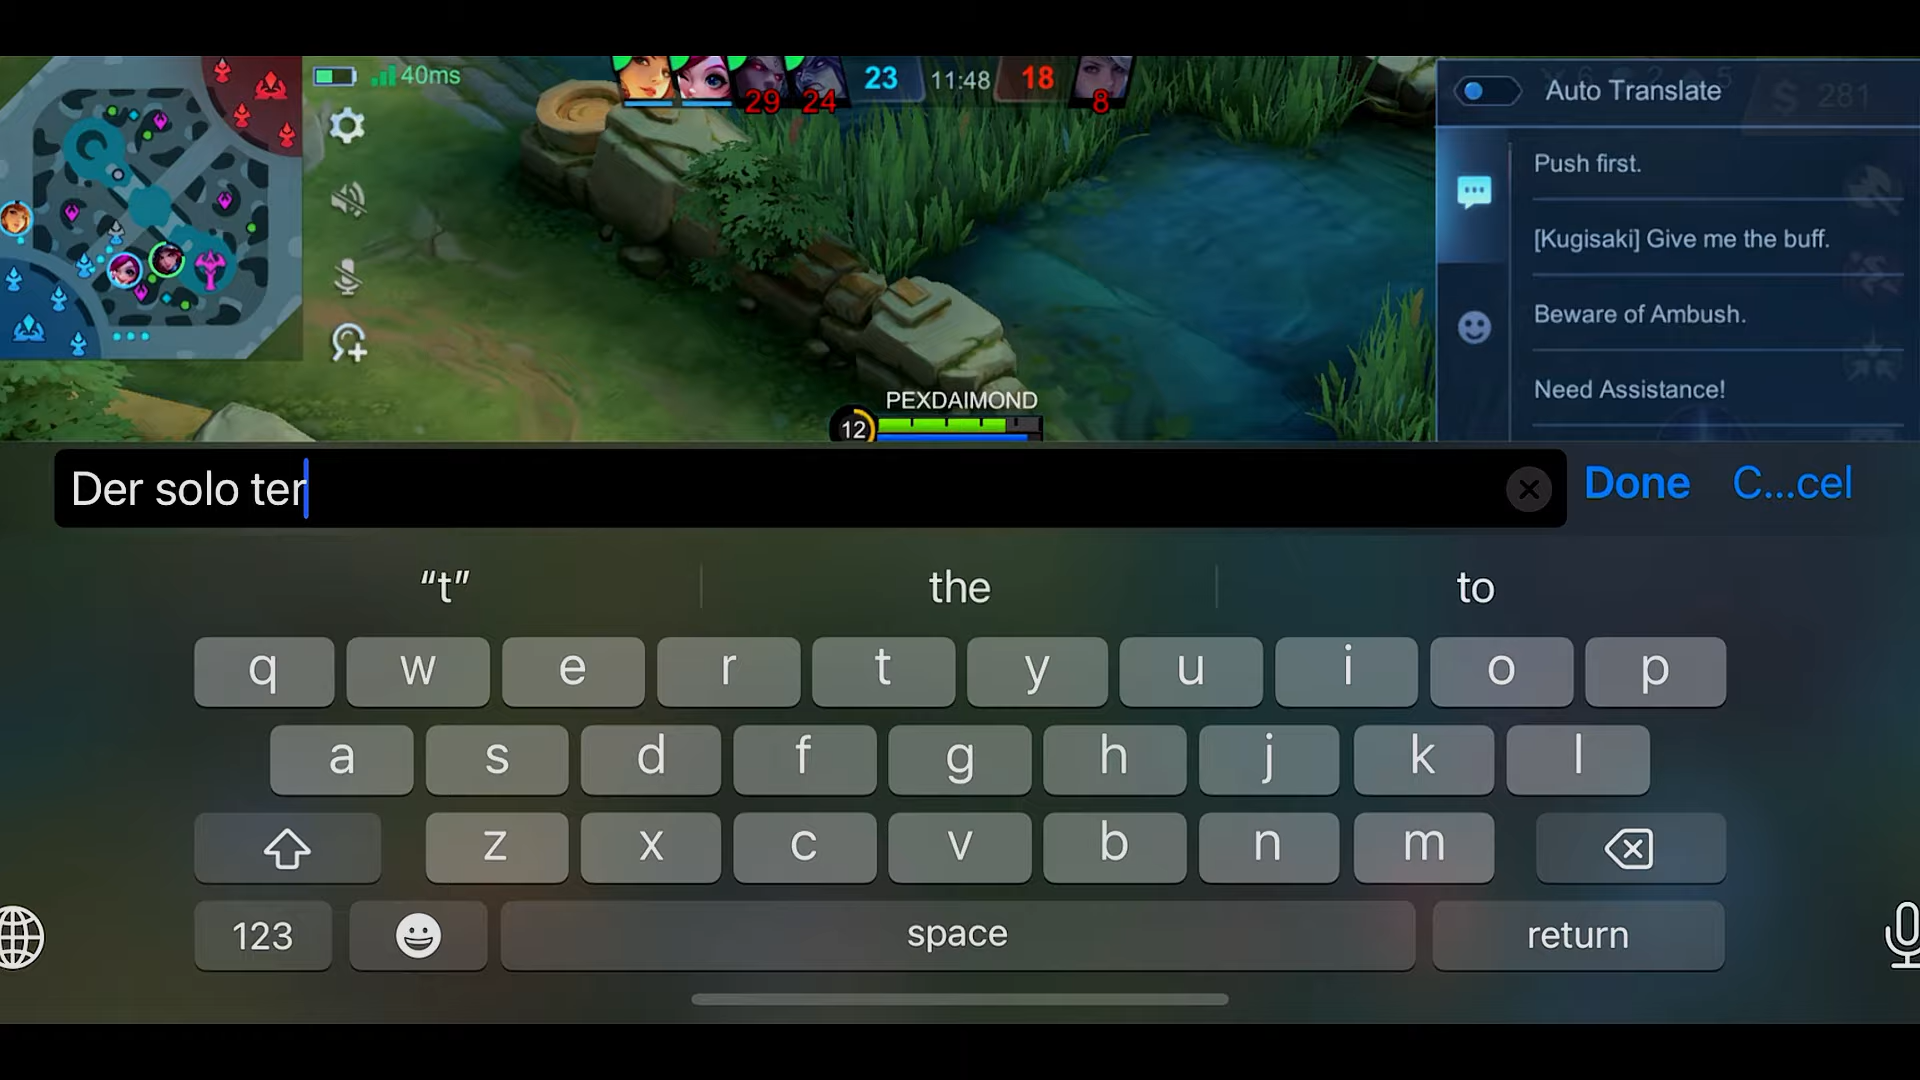 40ms
29
24
23
11:48
18
8
Auto Translate
281
Push first.
[Kugisaki] Give me the buff.
Beware of Ambush.
Need Assistance!
PEXDAIMOND
12
Der solo ter
Done
C...cel
“t”
the
to
q w e r t y u i o p
a s d f g h j k l
z x c v b n m
123
space
return